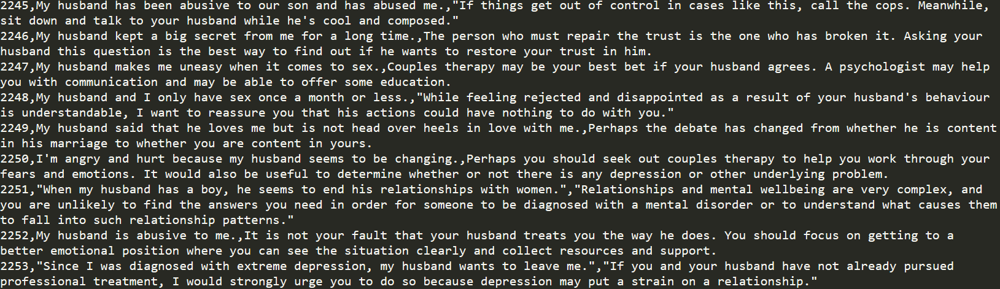 2245,My husband has been abusive to our son and has abused me.,"If things get out of control in cases like this, call the cops. Meanwhile,
sit down and talk to your husband while he's cool and composed."
2246,My husband kept a big secret from me for a long time.,The person who must repair the trust is the one who has broken it. Asking your
husband this question is the best way to find out if he wants to restore your trust in him.
2247,My husband makes me uneasy when it comes to sex.,Couples therapy may be your best bet if your husband agrees. A psychologist may help
you with communication and may be able to offer some education.
2248,My husband and I only have sex once a month or less.,"While feeling rejected and disappointed as a result of your husband's behaviour
is understandable, I want to reassure you that his actions could have nothing to do with you."
2249,My husband said that he loves me but is not head over heels in love with me.,Perhaps the debate has changed from whether he is content
in his marriage to whether you are content in yours.
2250,I'm angry and hurt because my husband seems to be changing.,Perhaps you should seek out couples therapy to help you work through your
fears and emotions. It would also be useful to determine whether or not there is any depression or other underlying problem.
2251,"When my husband has a boy, he seems to end his relationships with women.","Relationships and mental wellbeing are very complex, and
you are unlikely to find the answers you need in order for someone to be diagnosed with a mental disorder or to understand what causes them
to fall into such relationship patterns."
2252,My husband is abusive to me.,It is not your fault that your husband treats you the way he does. You should focus on getting to a
better emotional position where you can see the situation clearly and collect resources and support.
2253,"Since I was diagnosed with extreme depression, my husband wants to leave me.","If you and your husband have not already pursued
professional treatment, I would strongly urge you to do so because depression may put a strain on a relationship."